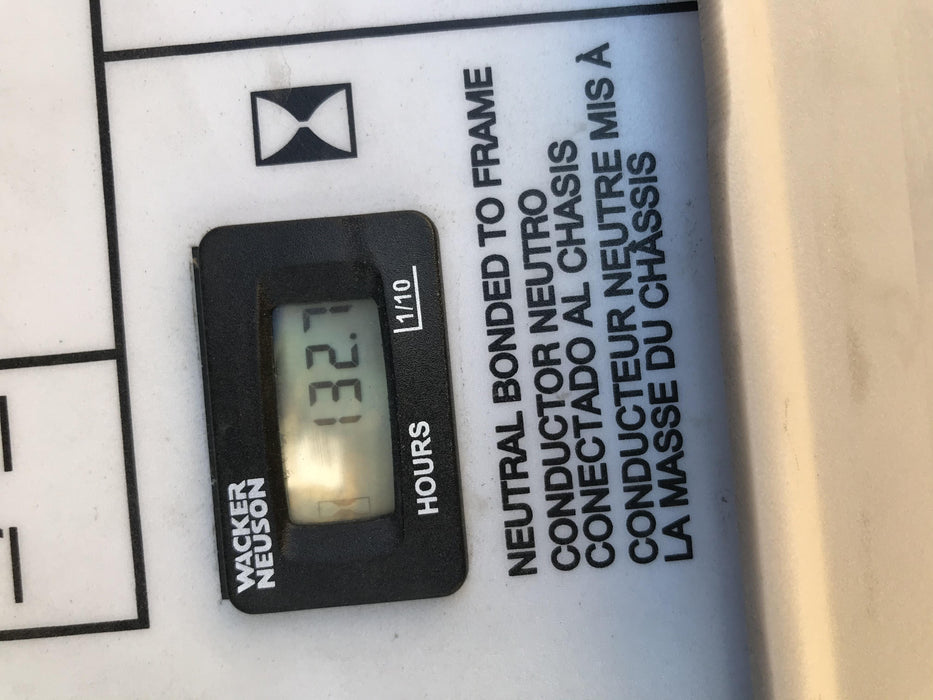 WACKER
NEUSON
132.7
HOURS
1/10
NEUTRAL BONDED TO FRAME
CONDUCTOR NEUTRO
CONECTADO AL CHASIS
CONDUCTEUR NEUTRE MIS À
LA MASSE DU CHÂSSIS